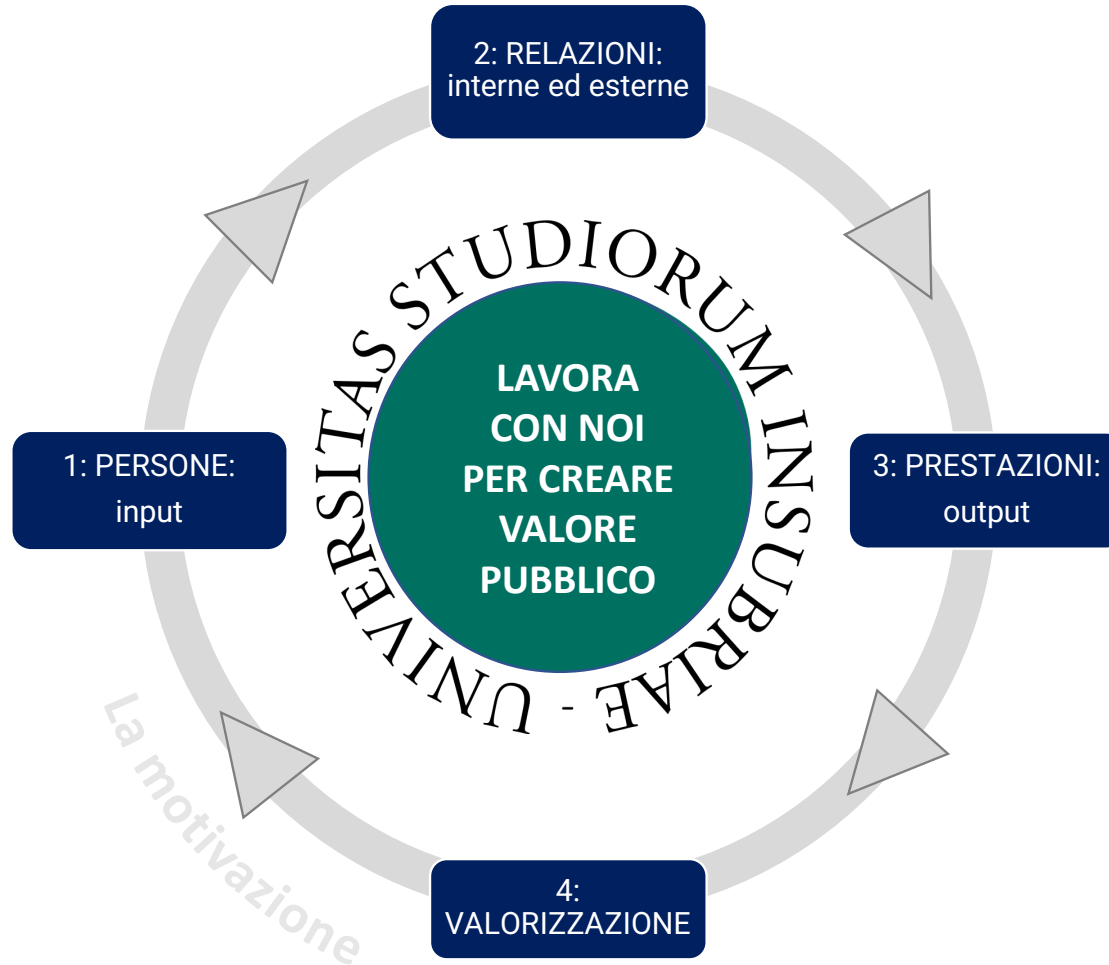 2: RELAZIONI:
interne ed esterne
UNIVERSITAS STUDIORUM INSUBRIAE -
LAVORA
CON NOI
PER CREARE
VALORE
PUBBLICO
1: PERSONE:
input
3: PRESTAZIONI:
output
La motivazione
4:
VALORIZZAZIONE